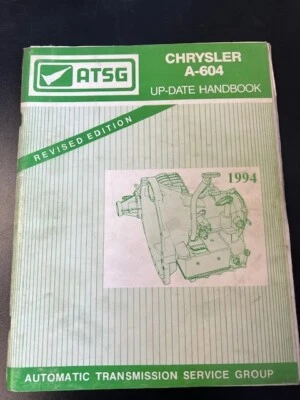 ATSG
CHRYSLER
A-604
UP-DATE HANDBOOK
REVISED EDITION
1994
AUTOMATIC TRANSMISSION SERVICE GROUP